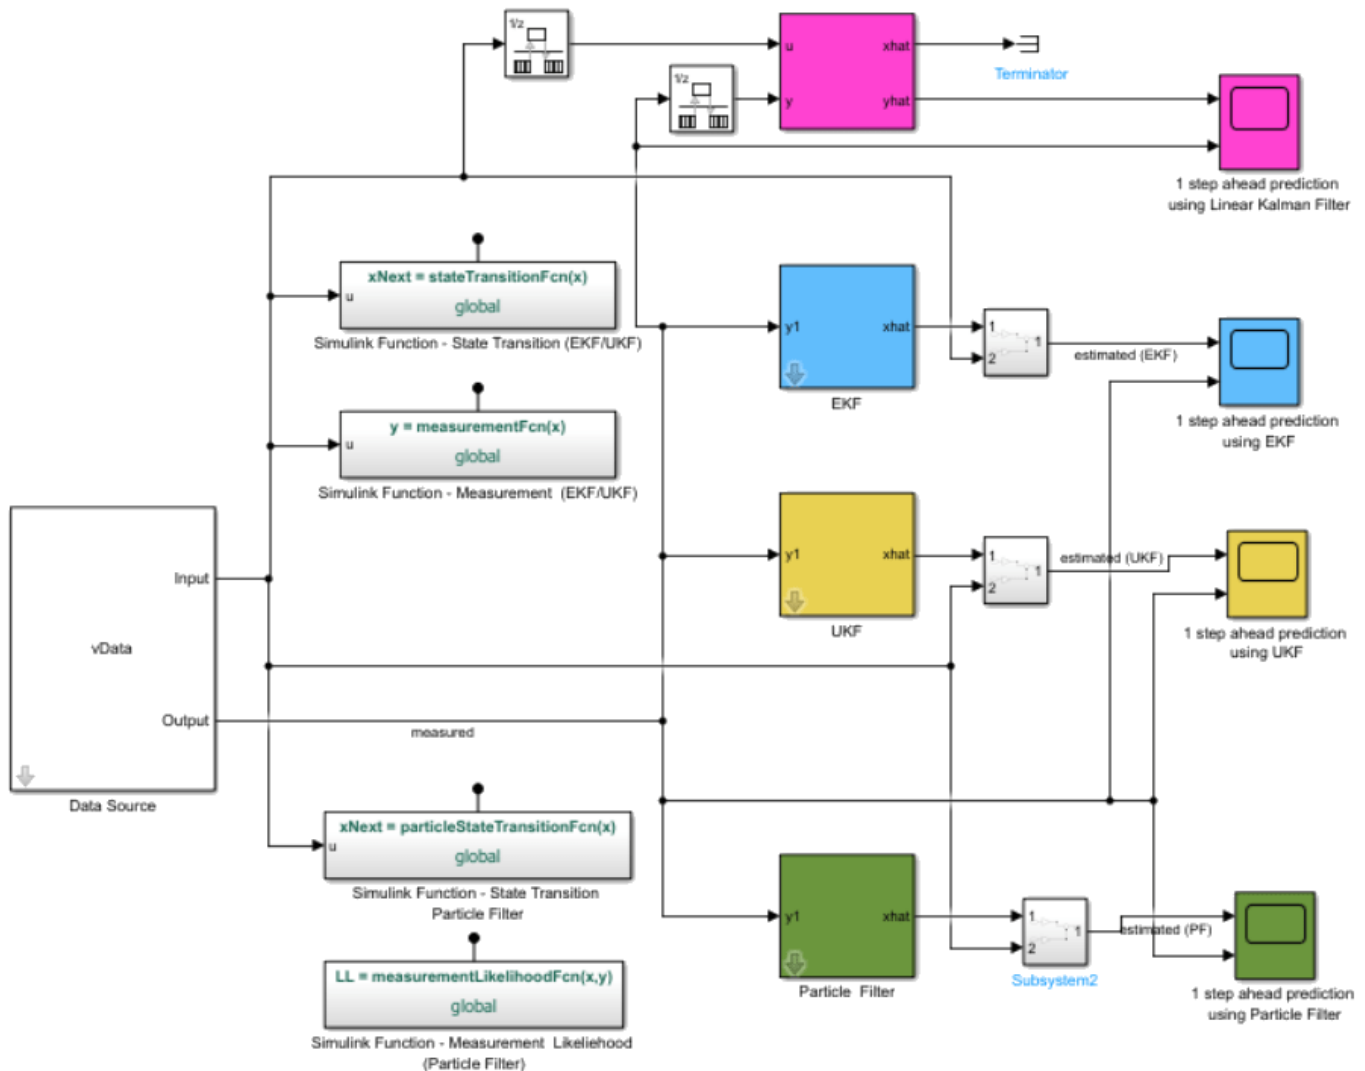 1/z
u
xhat
Terminator
1/z
y
yhat
1 step ahead prediction
using Linear Kalman Filter
xNext = stateTransitionFcn(x)
u
global
Simulink Function - State Transition (EKF/UKF)
y1
xhat
EKF
1
2
1
estimated (EKF)
1 step ahead prediction
using EKF
y = measurementFcn(x)
u
global
Simulink Function - Measurement (EKF/UKF)
y1
xhat
UKF
1
2
1
estimated (UKF)
1 step ahead prediction
using UKF
Input
vData
Output
Data Source
measured
xNext = particleStateTransitionFcn(x)
u
global
Simulink Function - State Transition
Particle Filter
y1
xhat
Particle Filter
1
2
1
Subsystem2
estimated (PF)
1 step ahead prediction
using Particle Filter
LL = measurementLikelihoodFcn(x,y)
global
Simulink Function - Measurement Likeliehood
(Particle Filter)